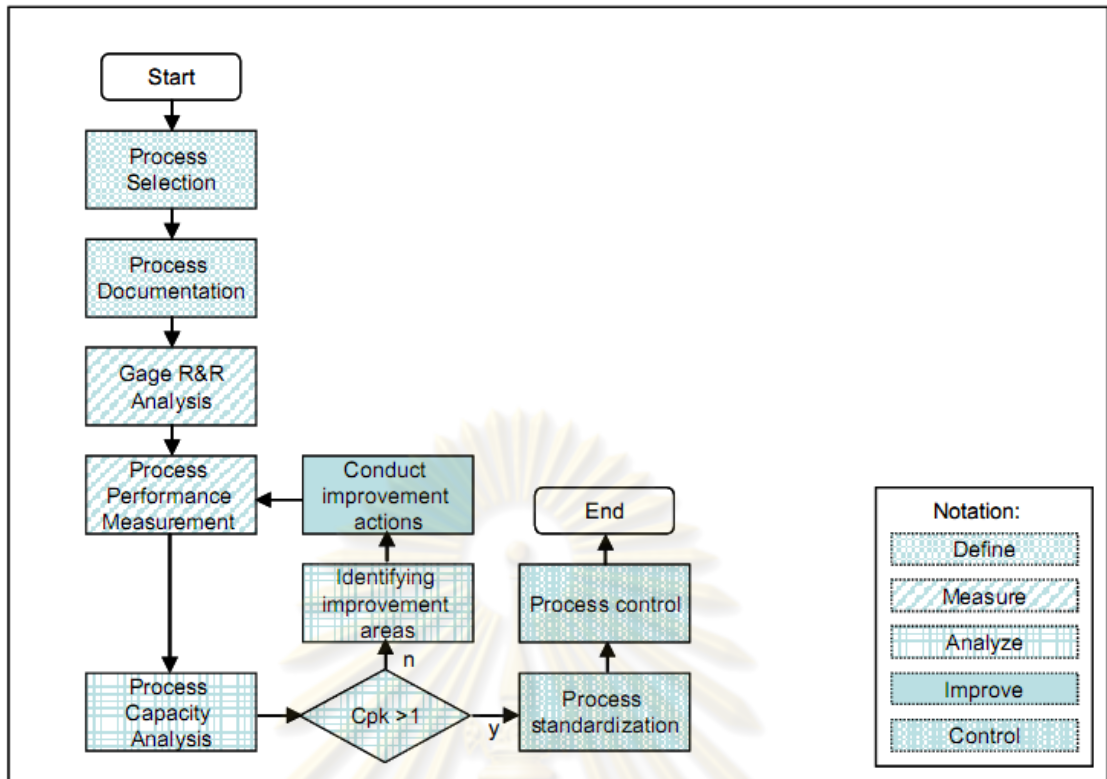 Start
Process
Selection
Process
Documentation
Gage R&R
Analysis
Process
Performance
Measurement
Conduct
improvement
actions
Identifying
improvement
areas
n
Process
Capacity
Analysis
Cpk >1
y
Process
standardization
Process control
End
Notation:
Define
Measure
Analyze
Improve
Control